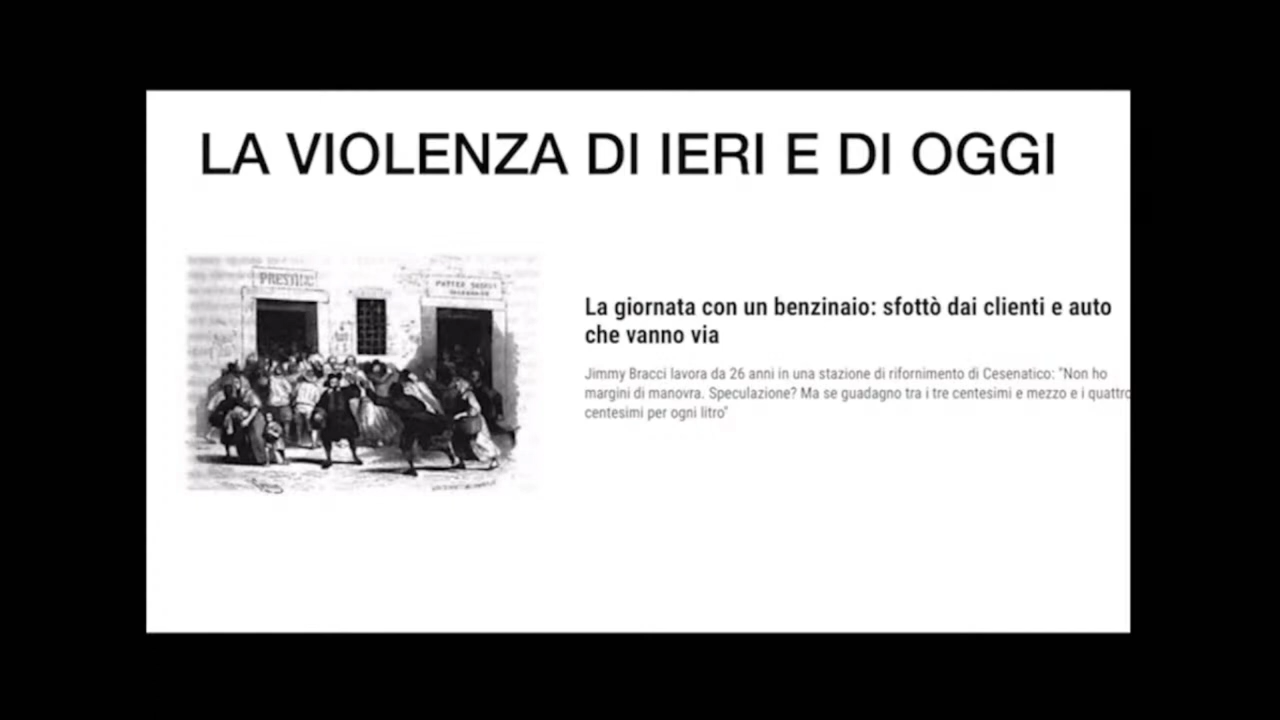 LA VIOLENZA DI IERI E DI OGGI
PRESTIN
La giornata con un benzinaio: sfottò dai clienti e auto
che vanno via
Jimmy Bracci lavora da 26 anni in una stazione di rifornimento di Cesenatico: "Non ho
margini di manovra. Speculazione? Ma se guadagno tra i tre centesimi e mezzo e i quattro
centesimi per ogni litro"